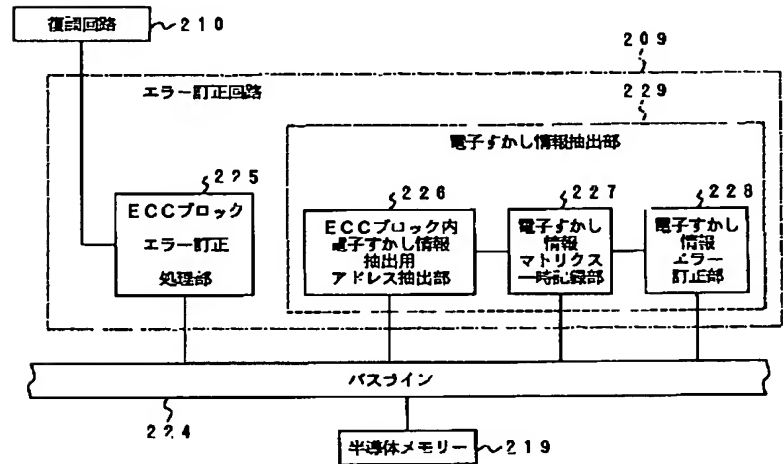 復調回路 210
209
エラー訂正回路
229
電子すかし情報抽出部
225
ECCブロック
エラー訂正
処理部
226
ECCブロック内
電子すかし情報
抽出用
アドレス抽出部
227
電子すかし
情報
マトリクス
一時記録部
228
電子すかし
情報
エラー
訂正部
バスライン
224
半導体メモリー 219